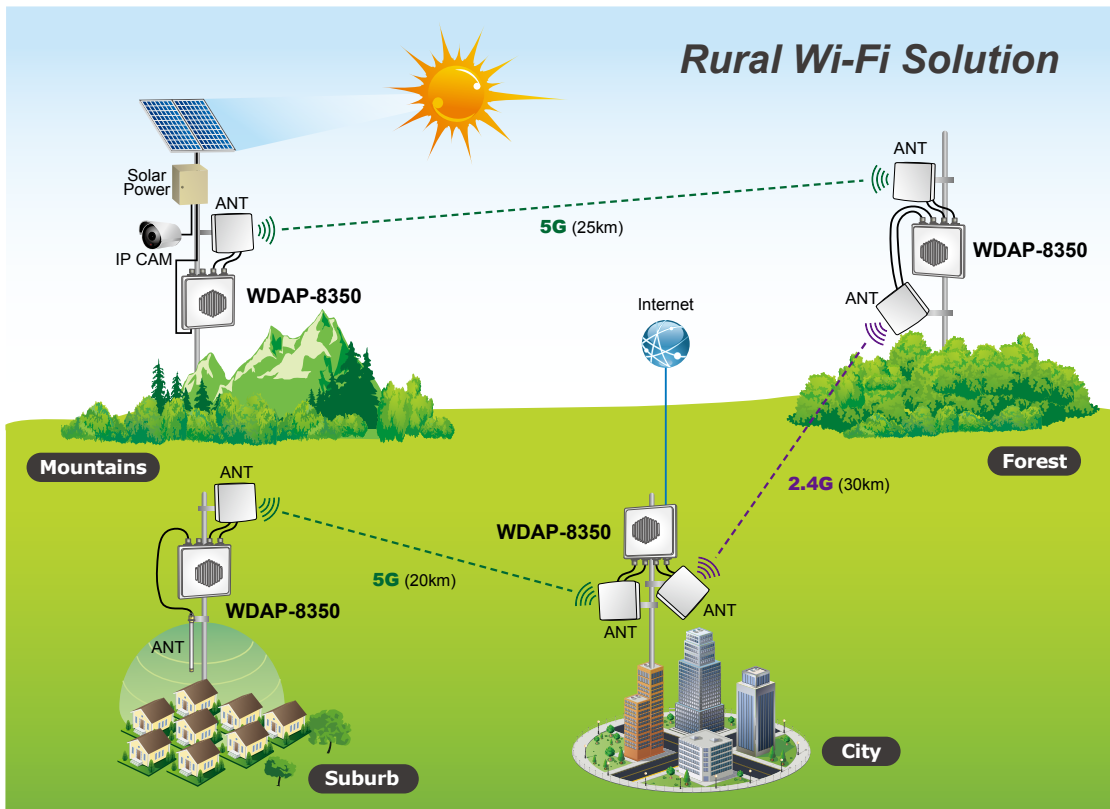 Rural Wi-Fi Solution
Solar
Power
ANT
IP CAM
WDAP-8350
5G (25km)
ANT
WDAP-8350
ANT
Internet
Mountains
Forest
2.4G (30km)
ANT
WDAP-8350
ANT
5G (20km)
WDAP-8350
ANT
ANT
Suburb
City